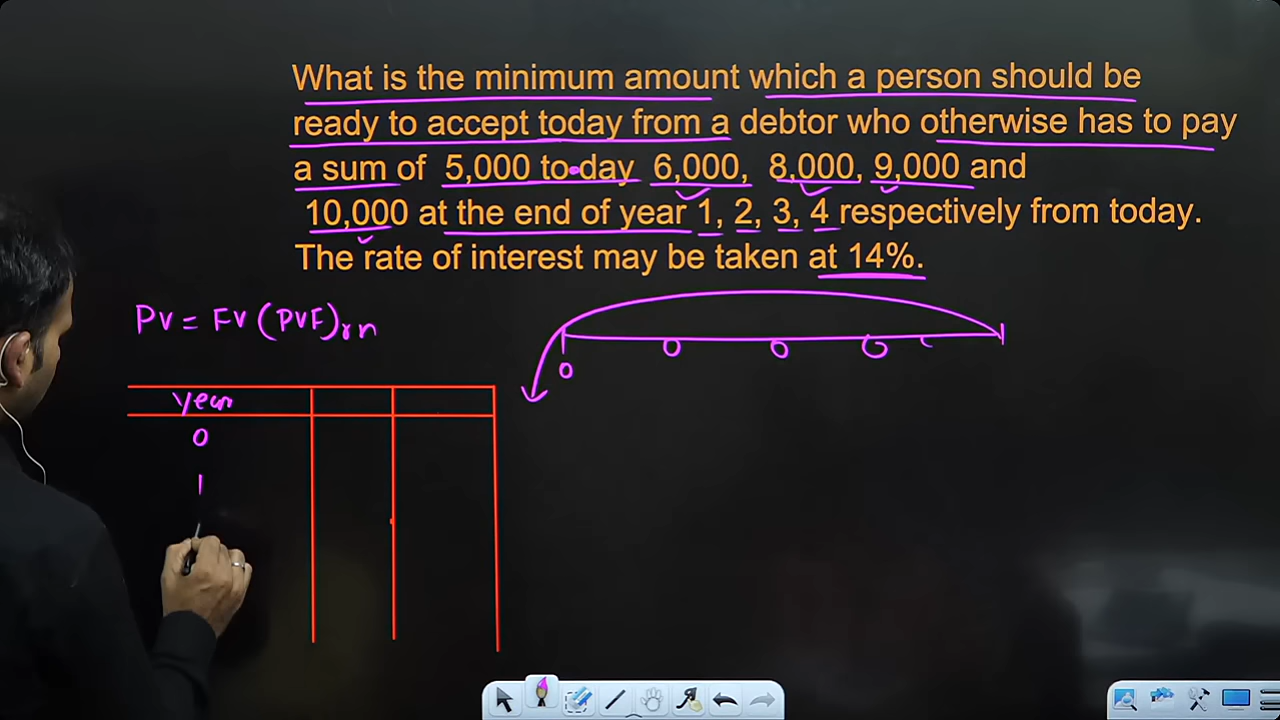 What is the minimum amount which a person should be
ready to accept today from a debtor who otherwise has to pay
a sum of 5,000 to-day 6,000, 8,000, 9,000 and
10,000 at the end of year 1, 2, 3, 4 respectively from today.
The rate of interest may be taken at 14%.
PV = FV (PVF)rn
0 0 0 0
year
0
1